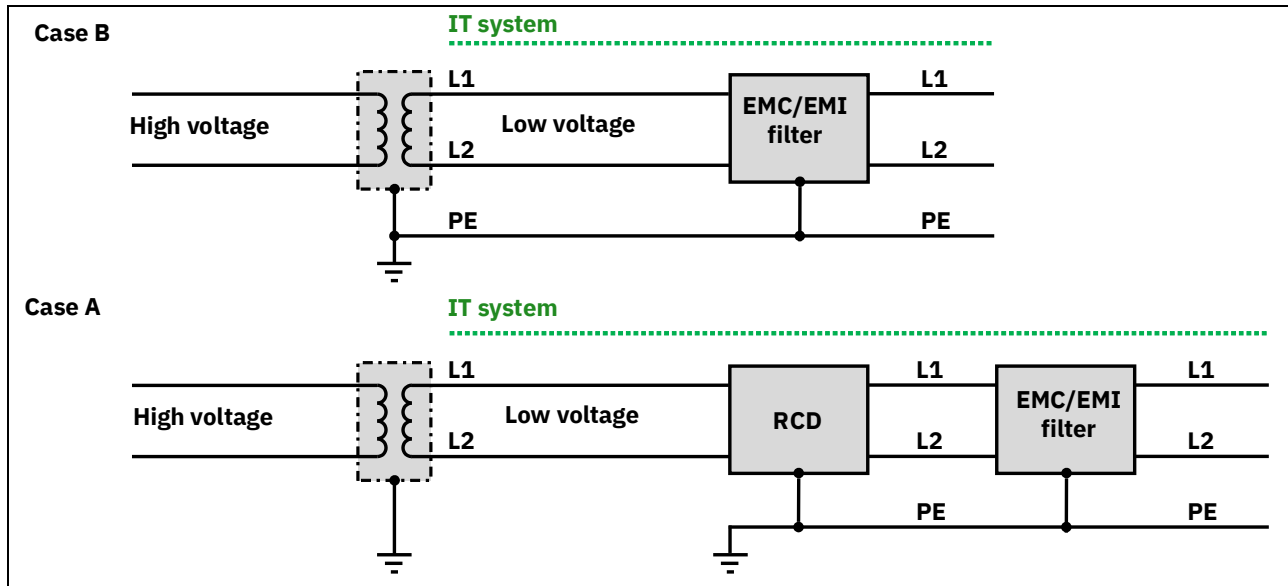 Case B
IT system
L1
L1
High voltage
Low voltage
EMC/EMI
filter
L2
L2
PE
PE
Case A
IT system
L1
L1
L1
High voltage
Low voltage
RCD
EMC/EMI
filter
L2
L2
L2
PE
PE